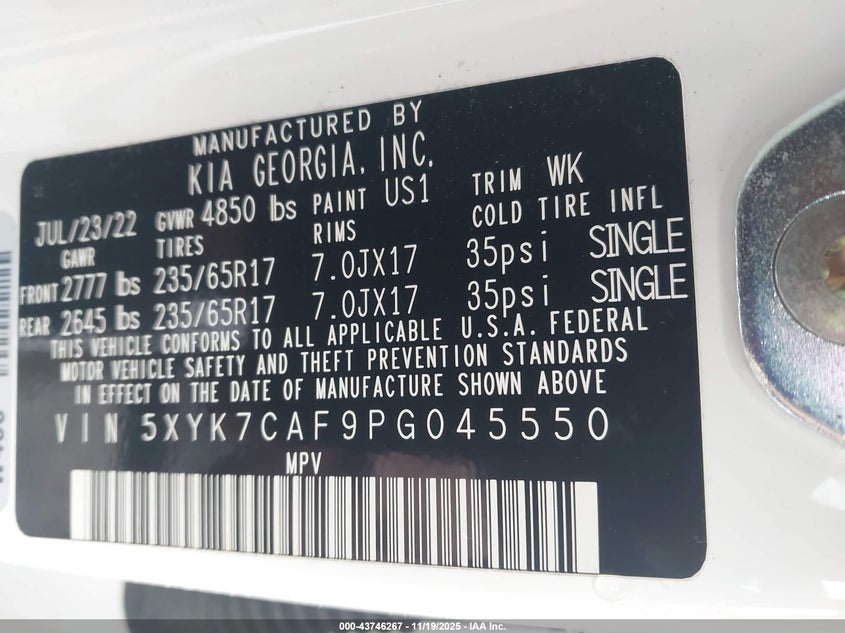 MANUFACTURED BY
KIA GEORGIA, INC.
JUL/23/22 GVWR 4850 lbs PAINT US1 TRIM WK
GAWR TIRES RIMS COLD TIRE INFL
FRONT 2777 lbs 235/65R17 7.0JX17 35psi SINGLE
REAR 2645 lbs 235/65R17 7.0JX17 35psi SINGLE
THIS VEHICLE CONFORMS TO ALL APPLICABLE U.S.A. FEDERAL
MOTOR VEHICLE SAFETY AND THEFT PREVENTION STANDARDS
IN EFFECT ON THE DATE OF MANUFACTURE SHOWN ABOVE
VIN 5XYK7CAF9PG045550
MPV
000-43746267 - 11/19/2025 - IAA Inc.